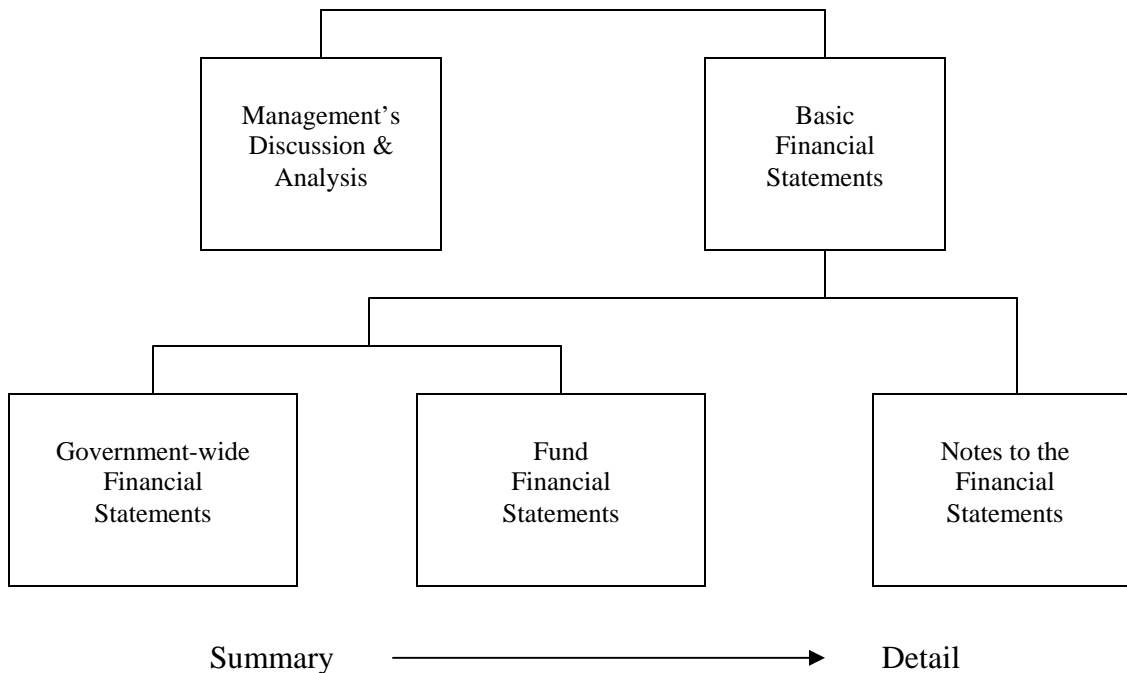 Management’s
Discussion &
Analysis
Basic
Financial
Statements
Government-wide
Financial
Statements
Fund
Financial
Statements
Notes to the
Financial
Statements
Summary
Detail